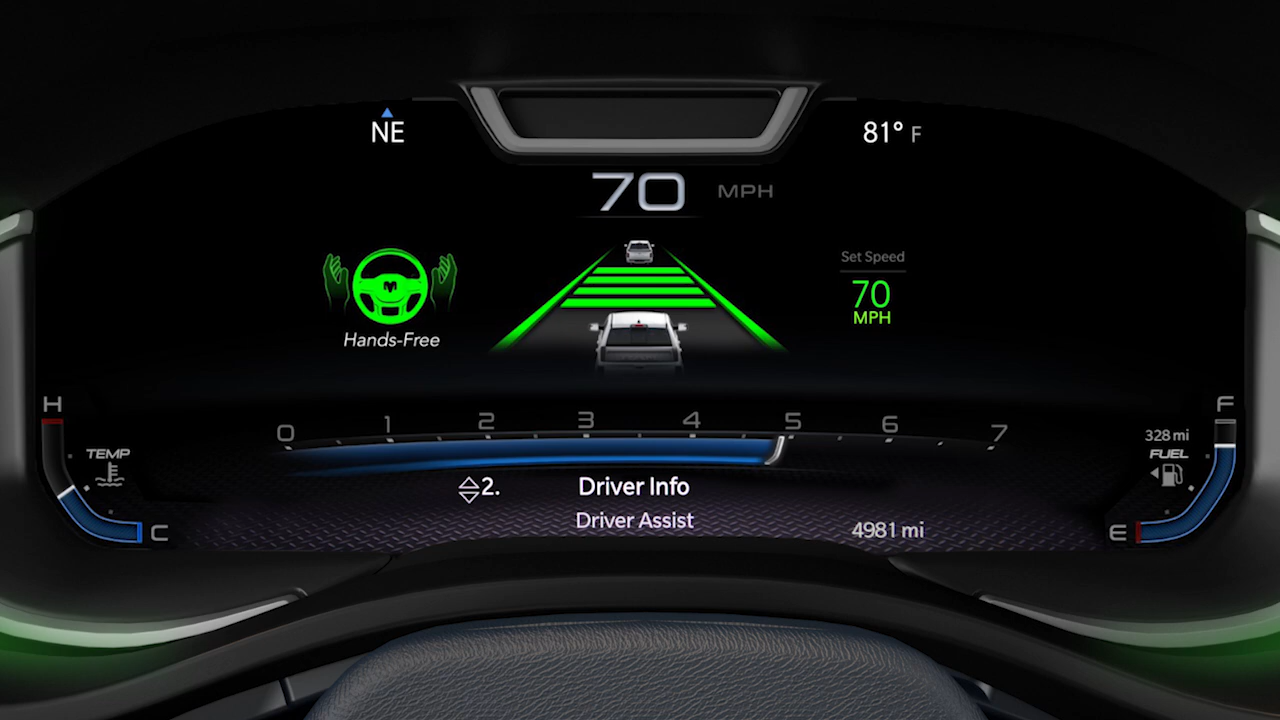 NE
81° F
70 MPH
Set Speed
70
MPH
Hands-Free
H
F
0 1 2 3 4 5 6 7
328 mi
TEMP
FUEL
2. Driver Info
Driver Assist
4981 mi
C
E